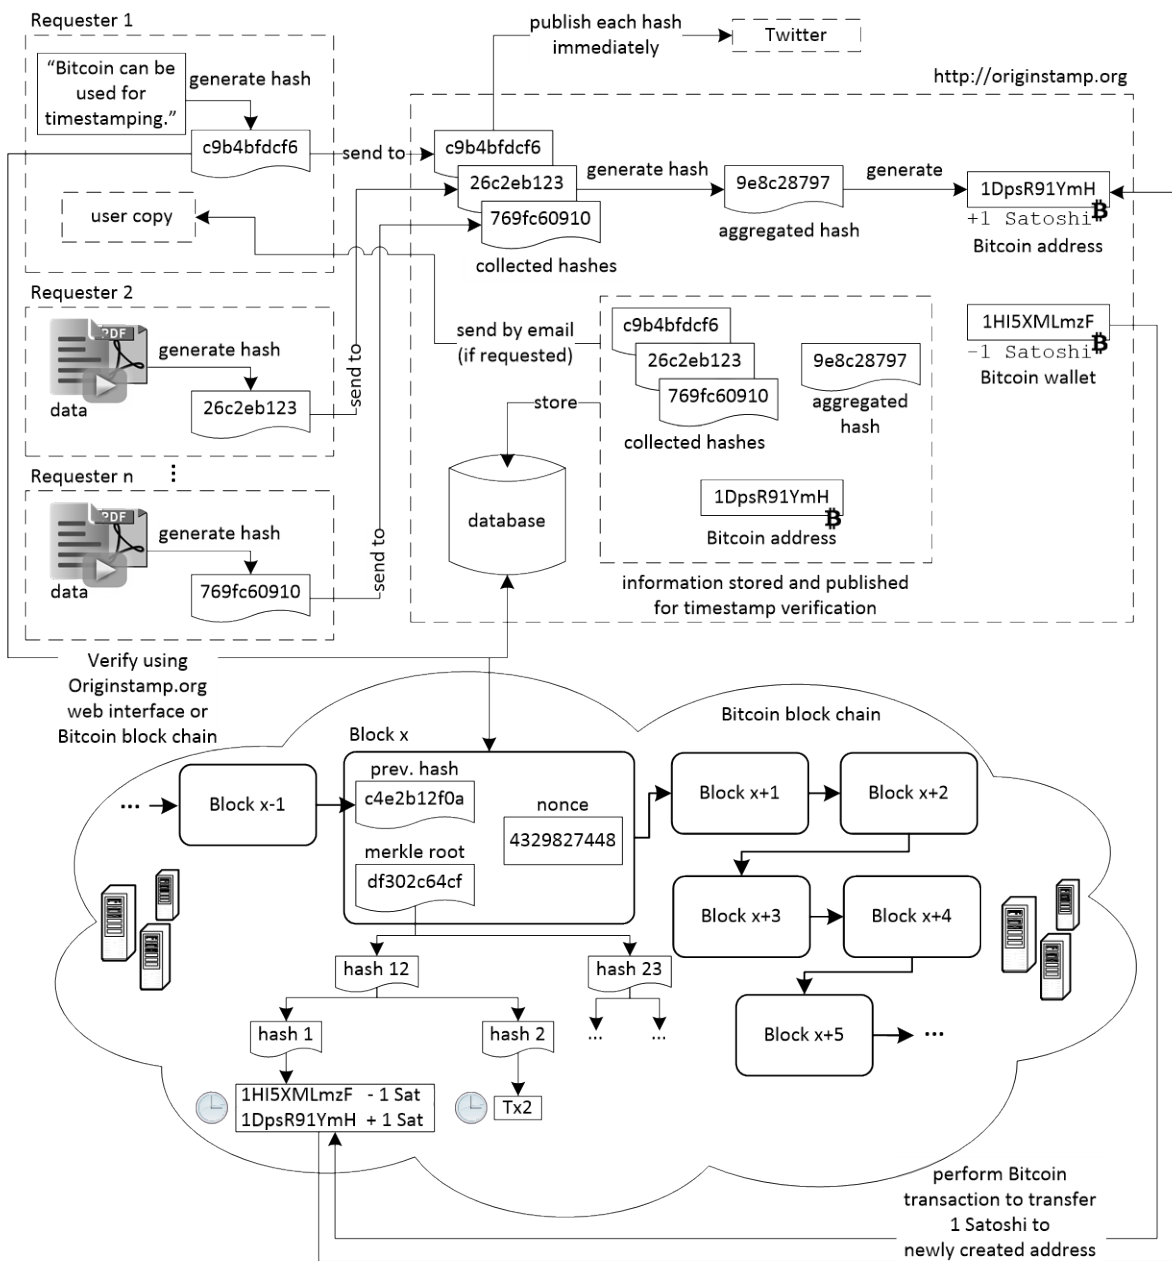 Requester 1
“Bitcoin can be
used for
timestamping.”
generate hash
c9b4bfdcf6
user copy
publish each hash
immediately
Twitter
http://originstamp.org
send to
c9b4bfdcf6
26c2eb123
769fc60910
collected hashes
generate hash
9e8c28797
aggregated hash
generate
1DpsR91YmH
+1 Satoshi
Bitcoin address
Requester 2
PDF
data
generate hash
26c2eb123
send to
Requester n
PDF
data
generate hash
769fc60910
send to
send by email
(if requested)
store
database
c9b4bfdcf6
26c2eb123
769fc60910
collected hashes
9e8c28797
aggregated
hash
1DpsR91YmH
Bitcoin address
information stored and published
for timestamp verification
1HI5XMLmzF
-1 Satoshi
Bitcoin wallet
Verify using
Originstamp.org
web interface or
Bitcoin block chain
Bitcoin block chain
...
Block x-1
Block x
prev. hash
c4e2b12f0a
merkle root
df302c64cf
nonce
4329827448
Block x+1
Block x+2
Block x+3
Block x+4
Block x+5
...
hash 12
hash 23
hash 1
hash 2
...
...
1HI5XMLmzF - 1 Sat
1DpsR91YmH + 1 Sat
Tx2
perform Bitcoin
transaction to transfer
1 Satoshi to
newly created address